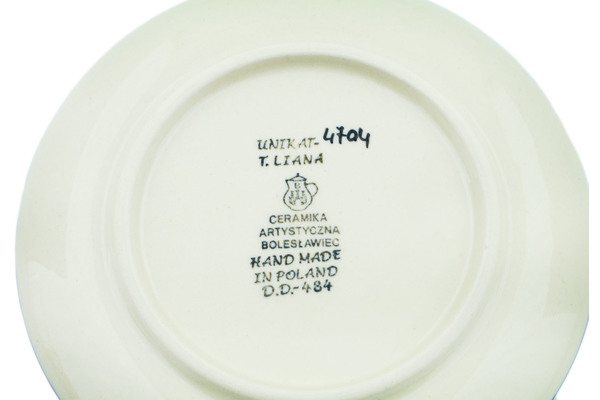 UNIKAT-4704
T. LIANA
CERAMIKA
ARTYSTYCZNA
BOLESŁAWIEC
HAND MADE
IN POLAND
D.D.-484